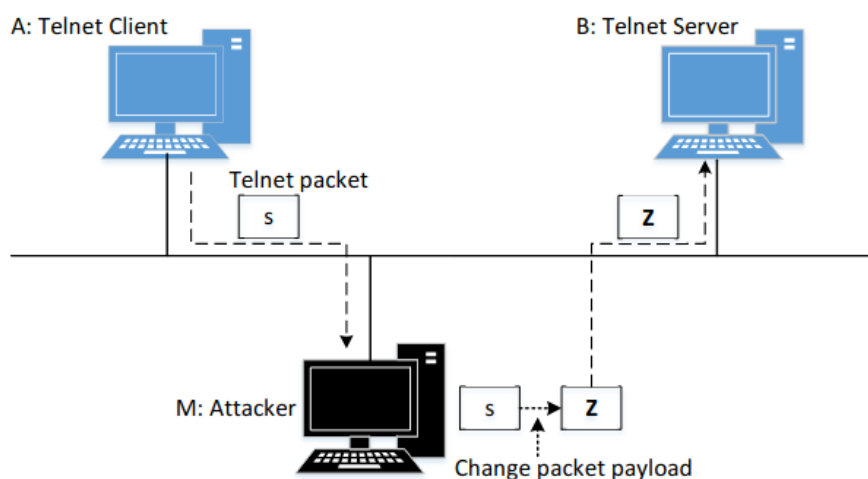 A: Telnet Client
B: Telnet Server
Telnet packet
s
Z
M: Attacker
s
Z
Change packet payload